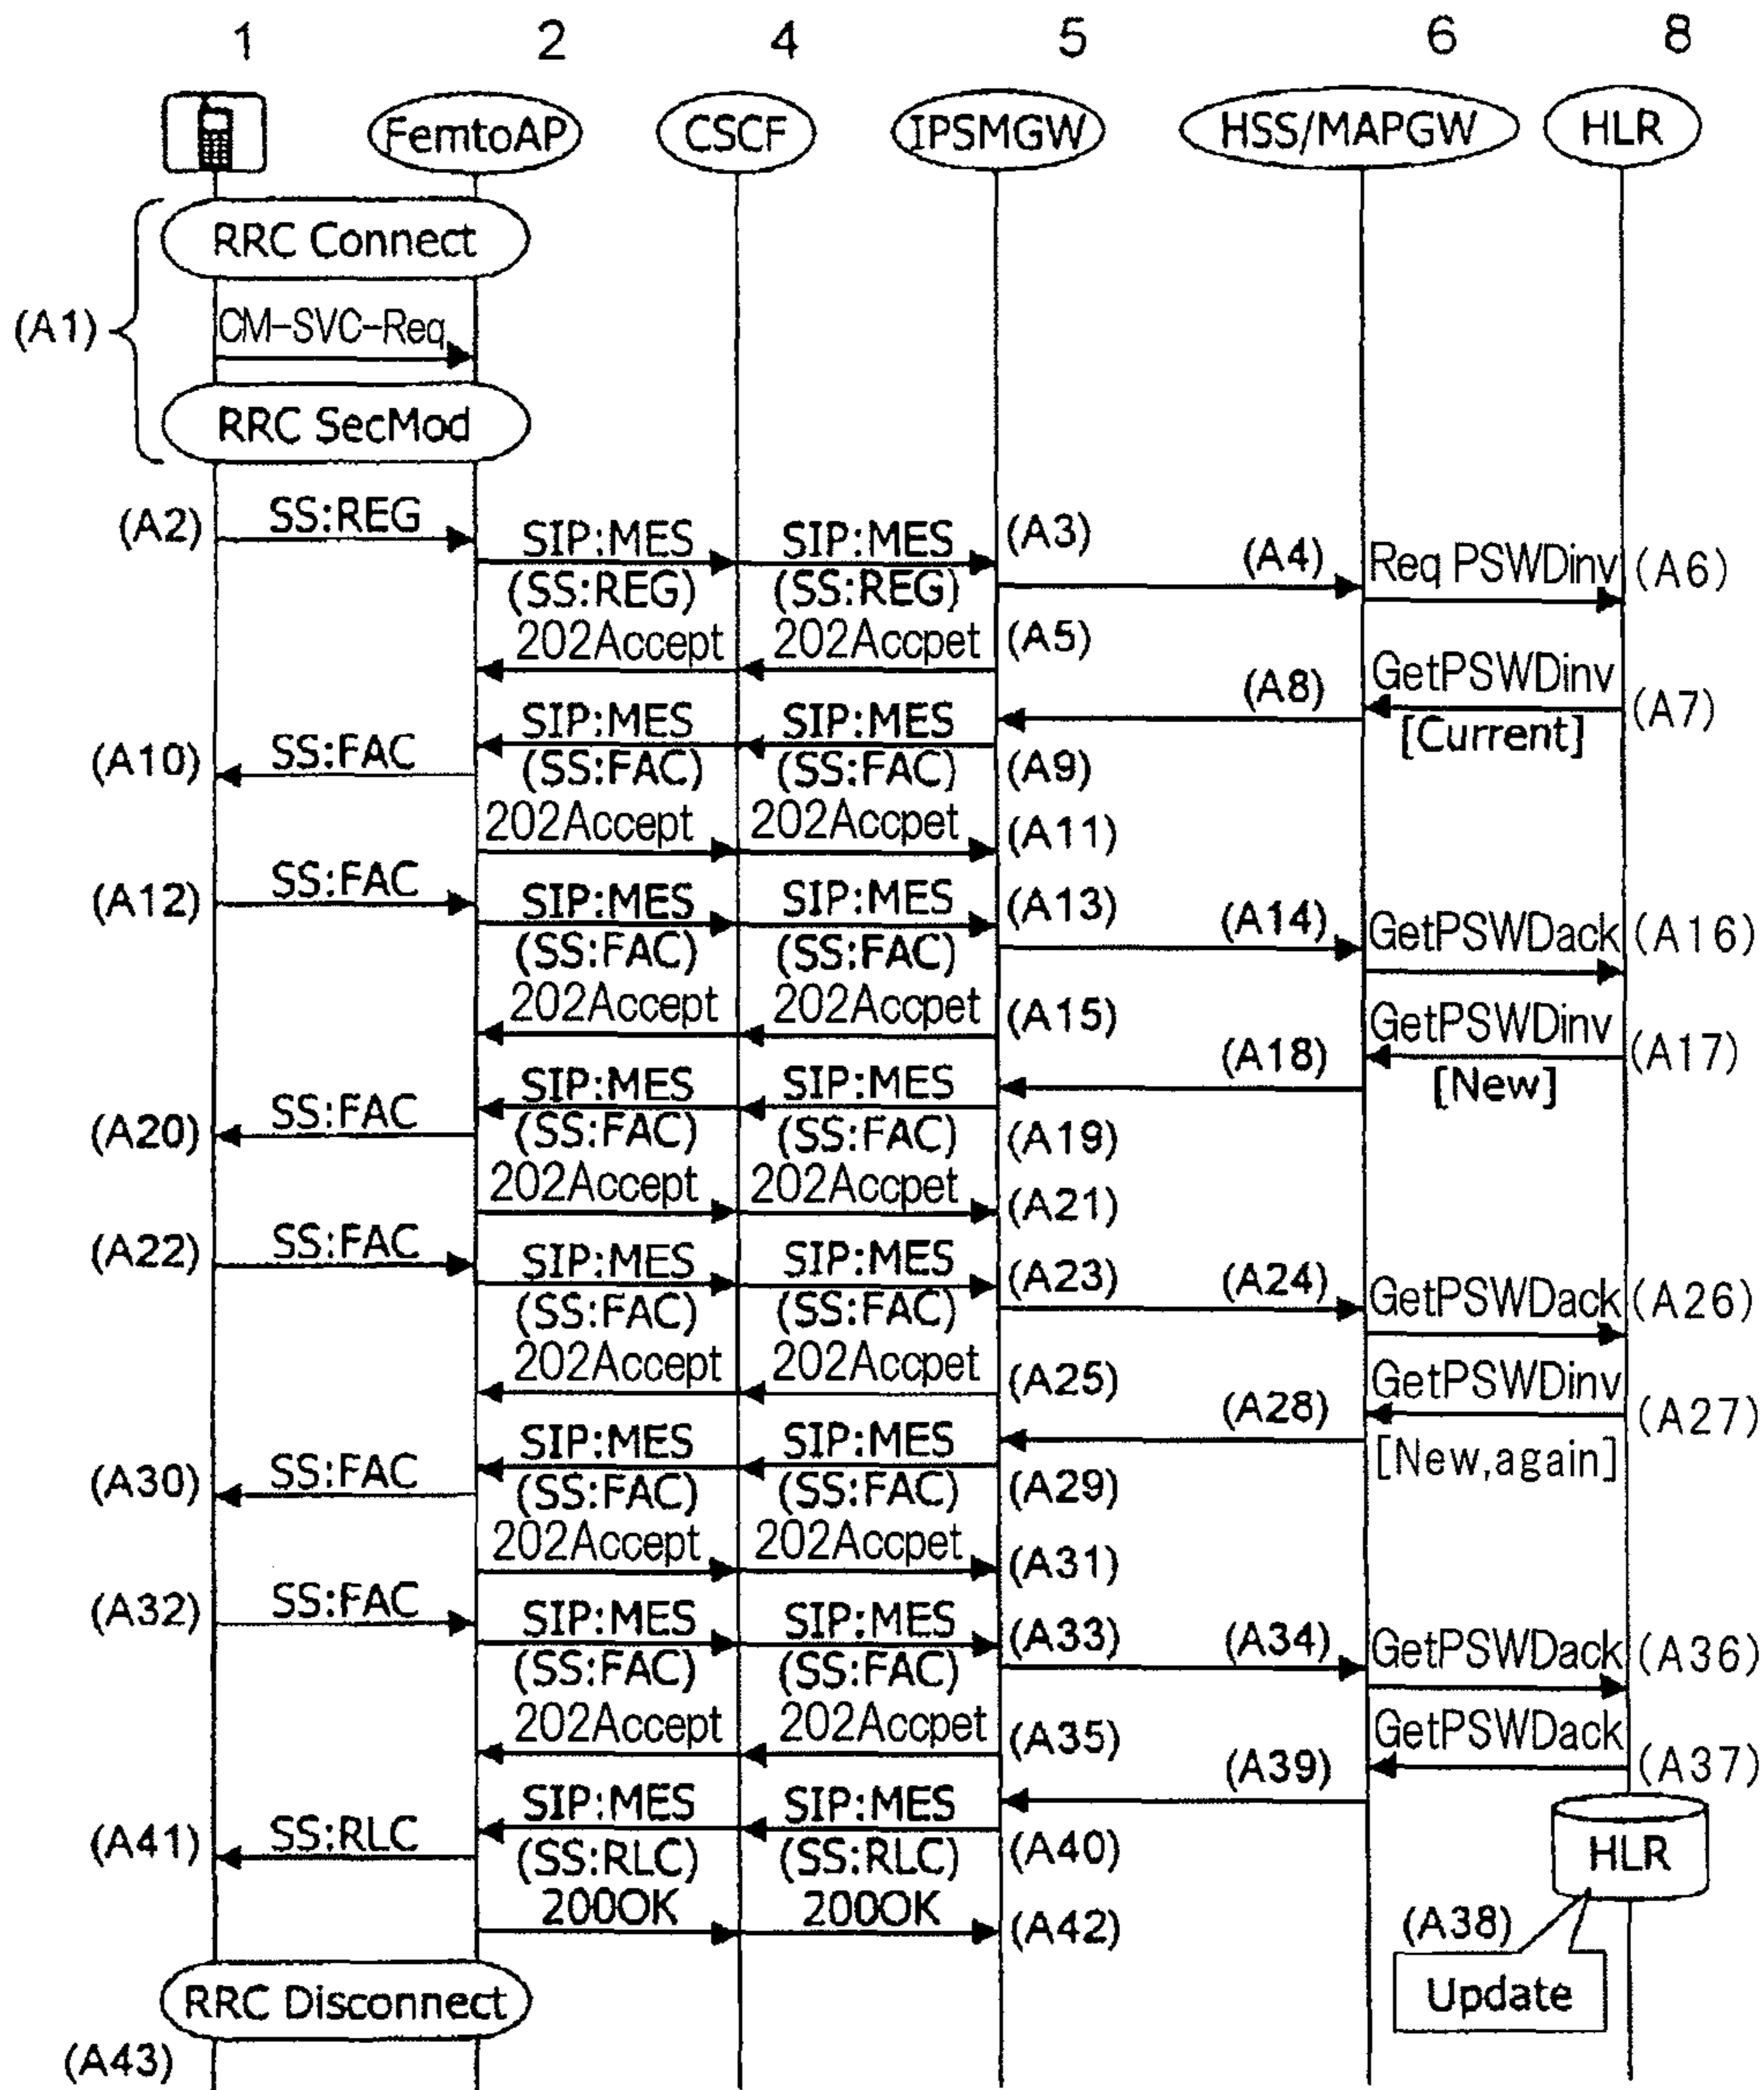 1 2 4 5 6 8
FemtoAP CSCF IPSMGW HSS/MAPGW HLR
RRC Connect
(A1) CM-SVC-Req
RRC SecMod
(A2) SS:REG SIP:MES SIP:MES (A3) (A4) Req PSWDinv (A6)
(SS:REG) (SS:REG)
202Accept 202Accpet (A5) GetPSWDinv
(A8) (A7)
SIP:MES SIP:MES [Current]
(A10) SS:FAC (SS:FAC) (SS:FAC) (A9)
202Accept 202Accpet (A11)
(A12) SS:FAC SIP:MES SIP:MES (A13) (A14) GetPSWDack (A16)
(SS:FAC) (SS:FAC)
202Accept 202Accpet (A15) GetPSWDinv
(A18) (A17)
SIP:MES SIP:MES [New]
(A20) SS:FAC (SS:FAC) (SS:FAC) (A19)
202Accept 202Accpet (A21)
(A22) SS:FAC SIP:MES SIP:MES (A23) (A24) GetPSWDack (A26)
(SS:FAC) (SS:FAC)
202Accept 202Accpet (A25) GetPSWDinv
(A28) (A27)
SIP:MES SIP:MES [New,again]
(A30) SS:FAC (SS:FAC) (SS:FAC) (A29)
202Accept 202Accpet (A31)
(A32) SS:FAC SIP:MES SIP:MES (A33) (A34) GetPSWDack (A36)
(SS:FAC) (SS:FAC)
202Accept 202Accpet (A35) GetPSWDack
(A39) (A37)
SIP:MES SIP:MES
(A41) SS:RLC (SS:RLC) (SS:RLC) (A40) HLR
200OK 200OK (A42) (A38)
RRC Disconnect Update
(A43)